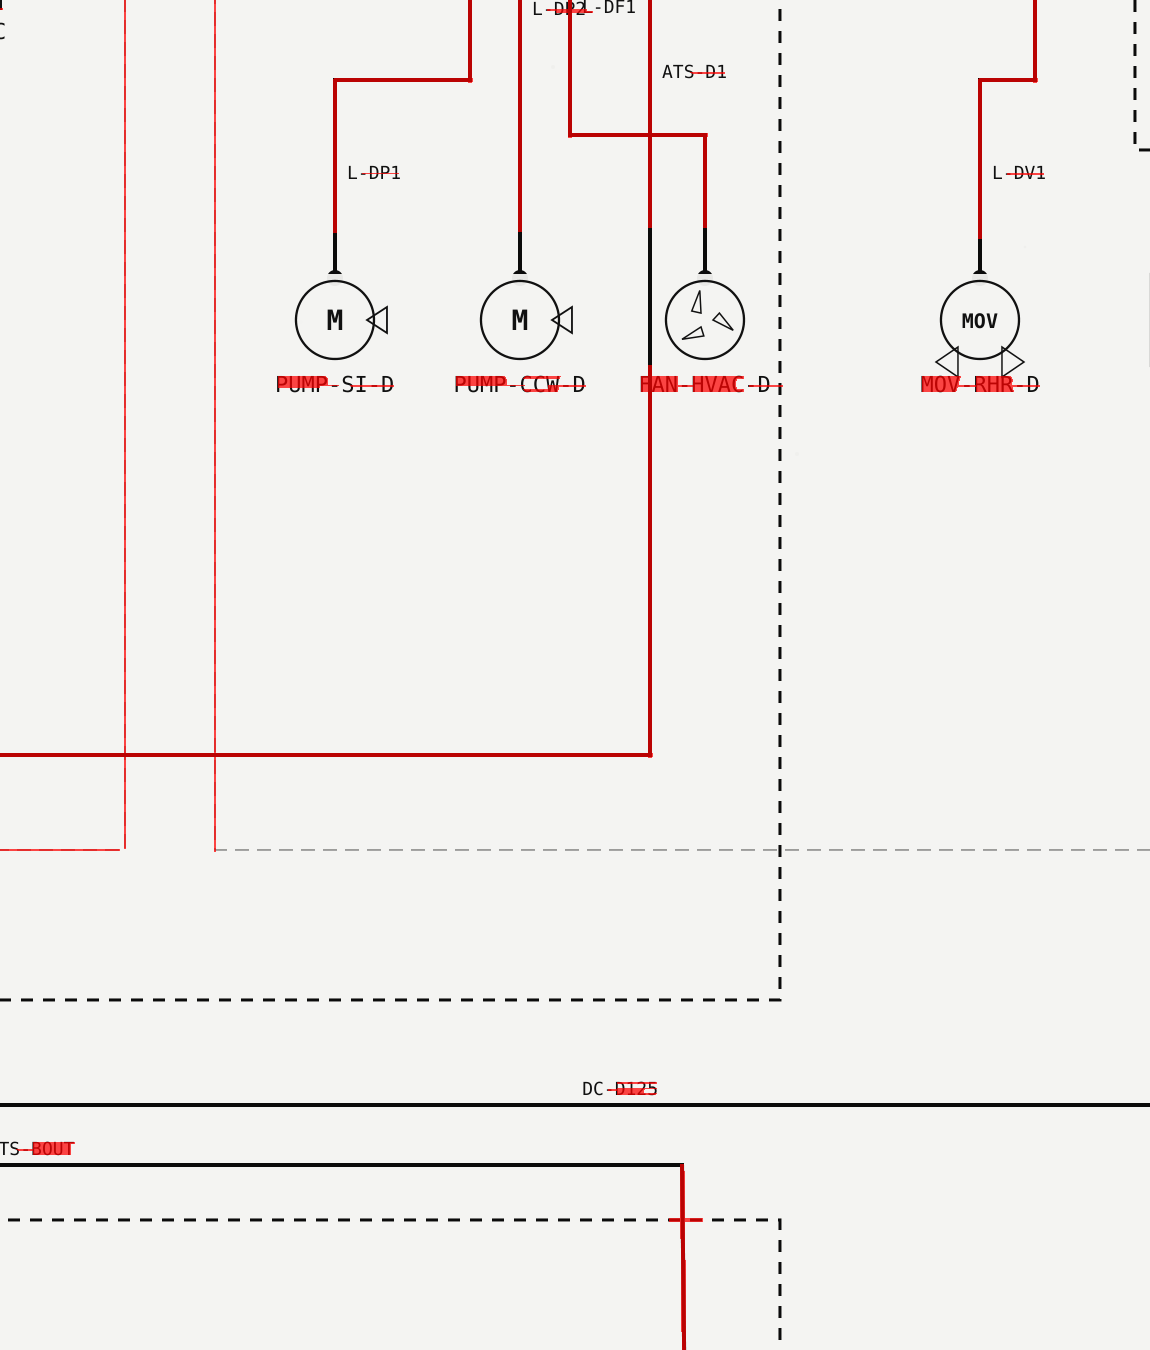 C
L-DP2
L-DF1
ATS-D1
L-DP1
L-DV1
M
M
MOV
PUMP-SI-D
PUMP-CCW-D
FAN-HVAC-D
MOV-RHR-D
DC-D125
TS-BOUT